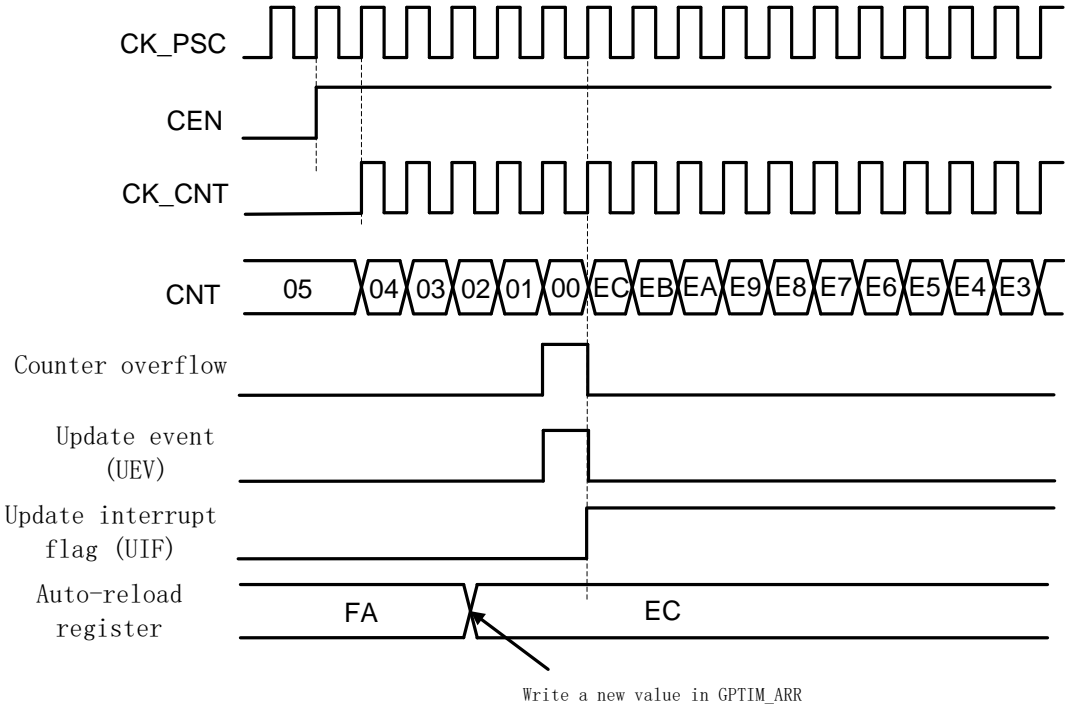 CK_PSC
CEN
CK_CNT
CNT 05 04 03 02 01 00 EC EB EA E9 E8 E7 E6 E5 E4 E3
Counter overflow
Update event
(UEV)
Update interrupt
flag (UIF)
Auto-reload
register
FA EC
Write a new value in GPTIM_ARR